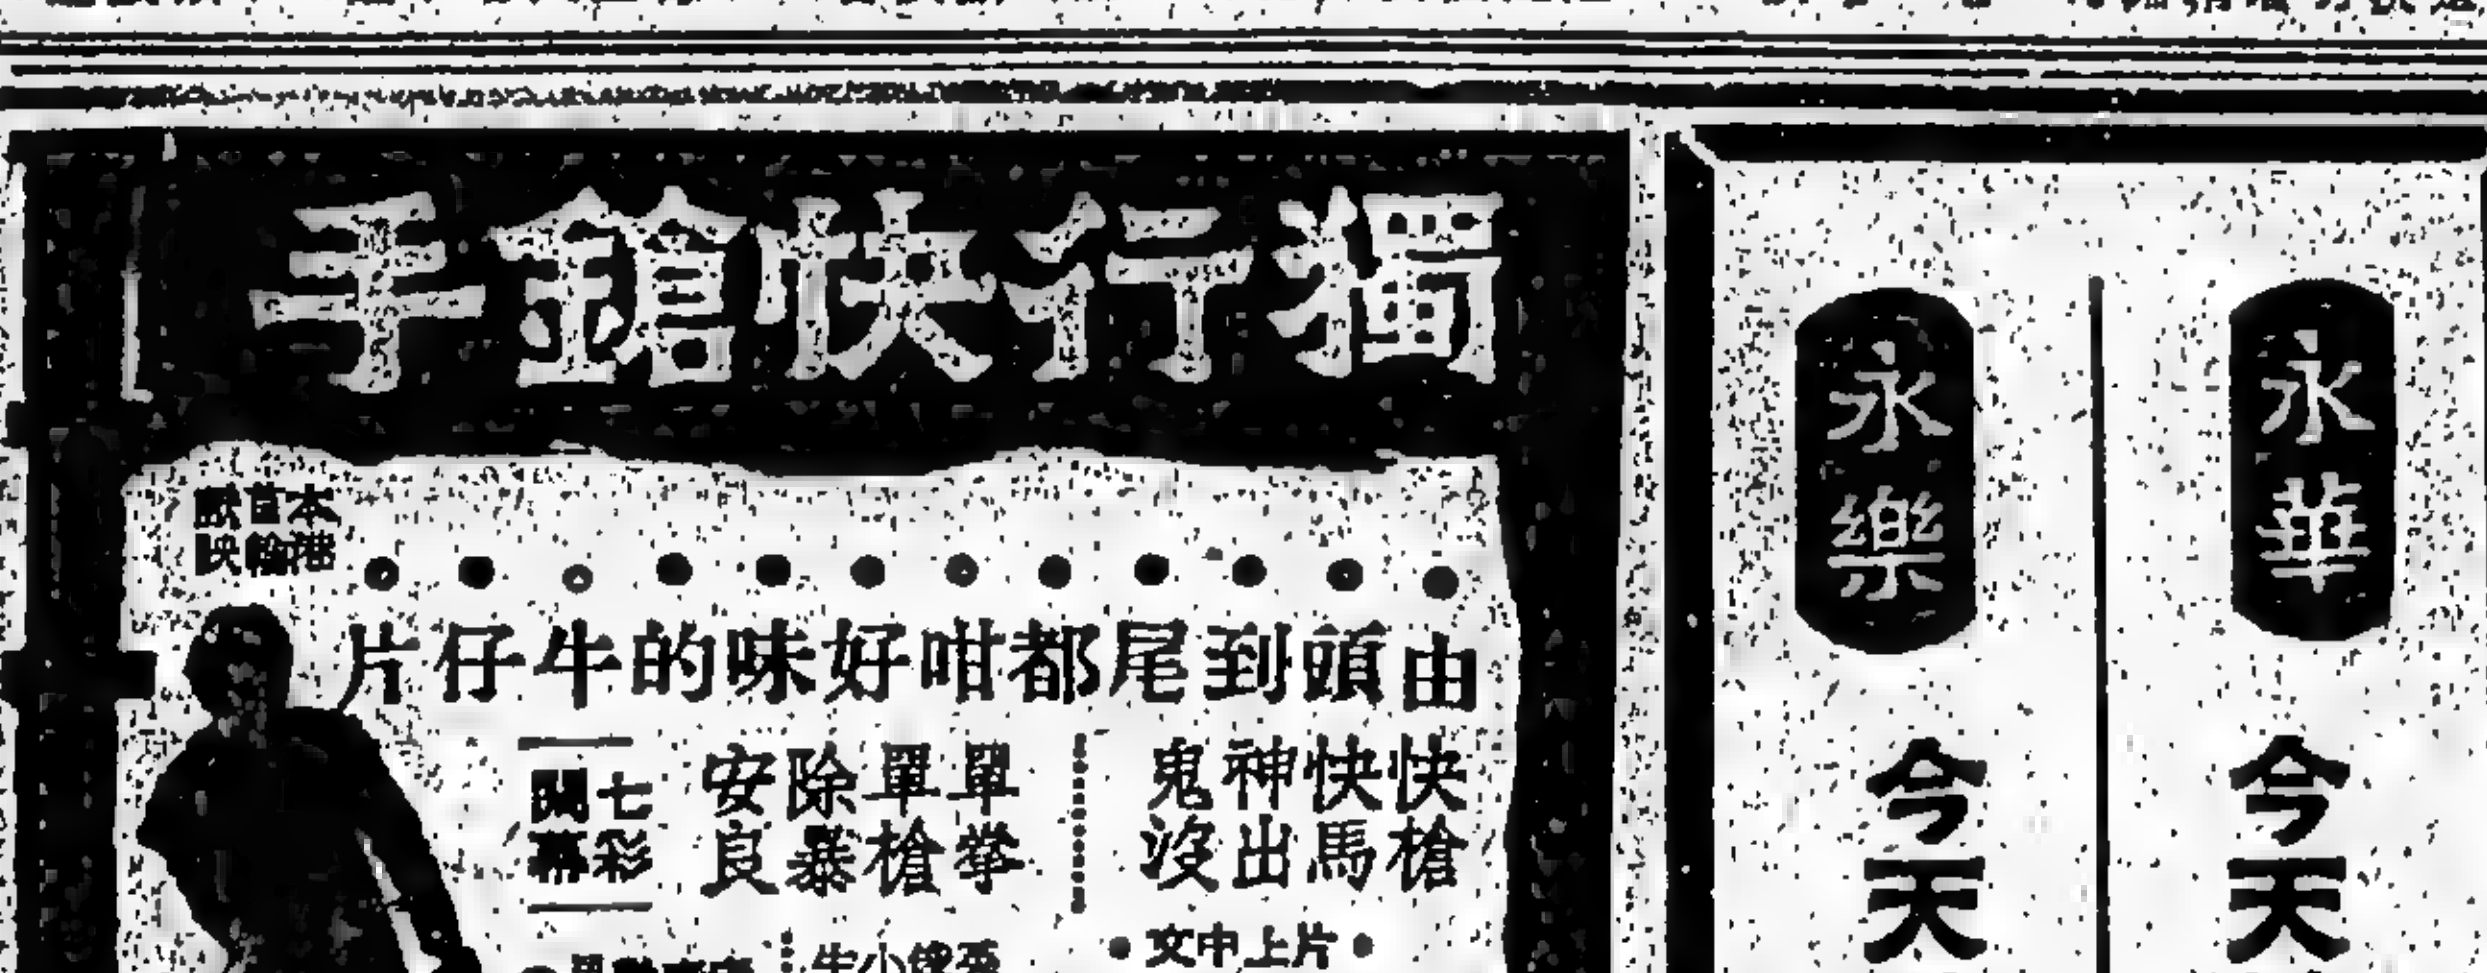 獨行快鎗手
本港
首輪
獻映
由頭到尾都咁好味的牛仔片
快槍
快馬
神出
鬼沒
單拳
單槍
除暴
安良
七彩
闊幕
片上中文
永華
今天
永樂
今天